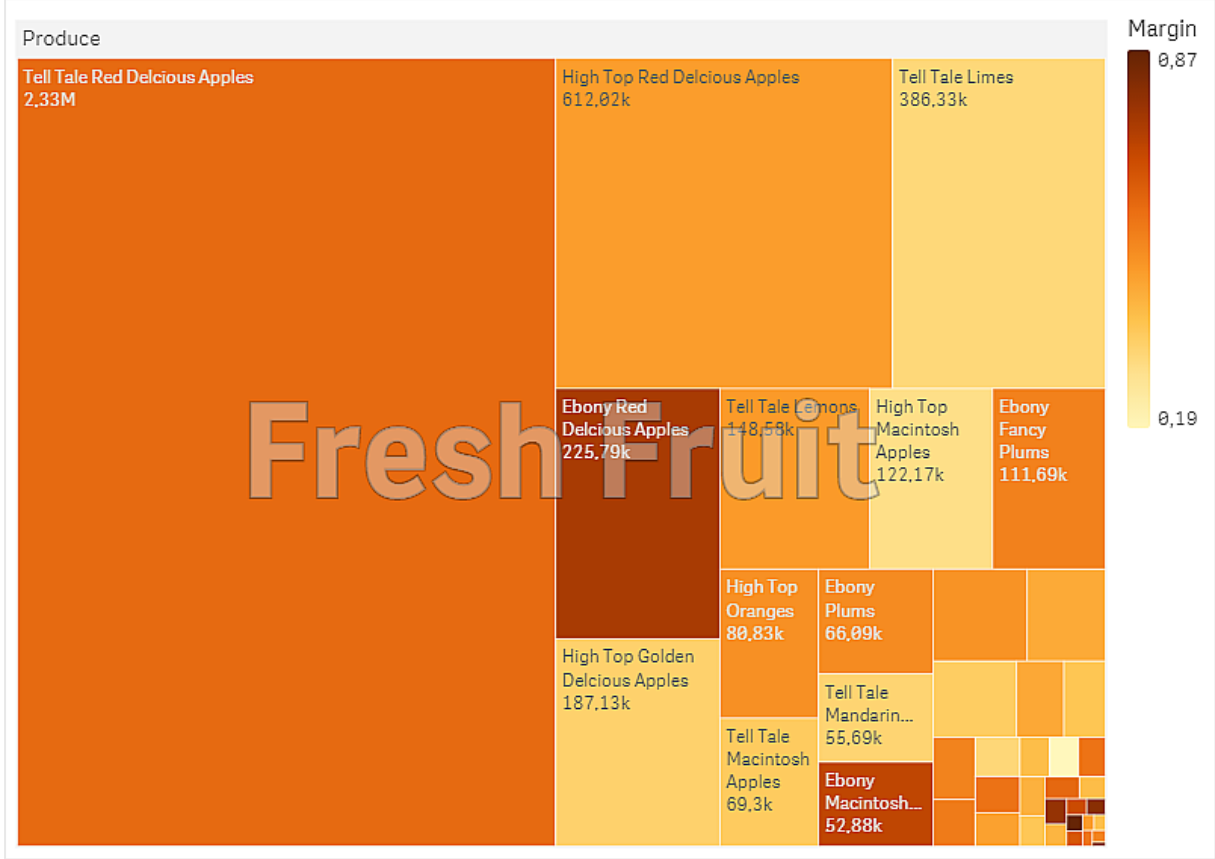 Produce
Margin
0,87
0,19
Tell Tale Red Delcious Apples
2,33M
High Top Red Delcious Apples
612,02k
Tell Tale Limes
386,33k
Ebony Red
Delcious Apples
225,79k
Tell Tale Lemons
148,58k
High Top
Macintosh
Apples
122,17k
Ebony
Fancy
Plums
111,69k
Fresh Fruit
High Top Golden
Delcious Apples
187,13k
High Top
Oranges
80,83k
Ebony
Plums
66,09k
Tell Tale
Macintosh
Apples
69,3k
Tell Tale
Mandarin...
55,69k
Ebony
Macintosh...
52,88k